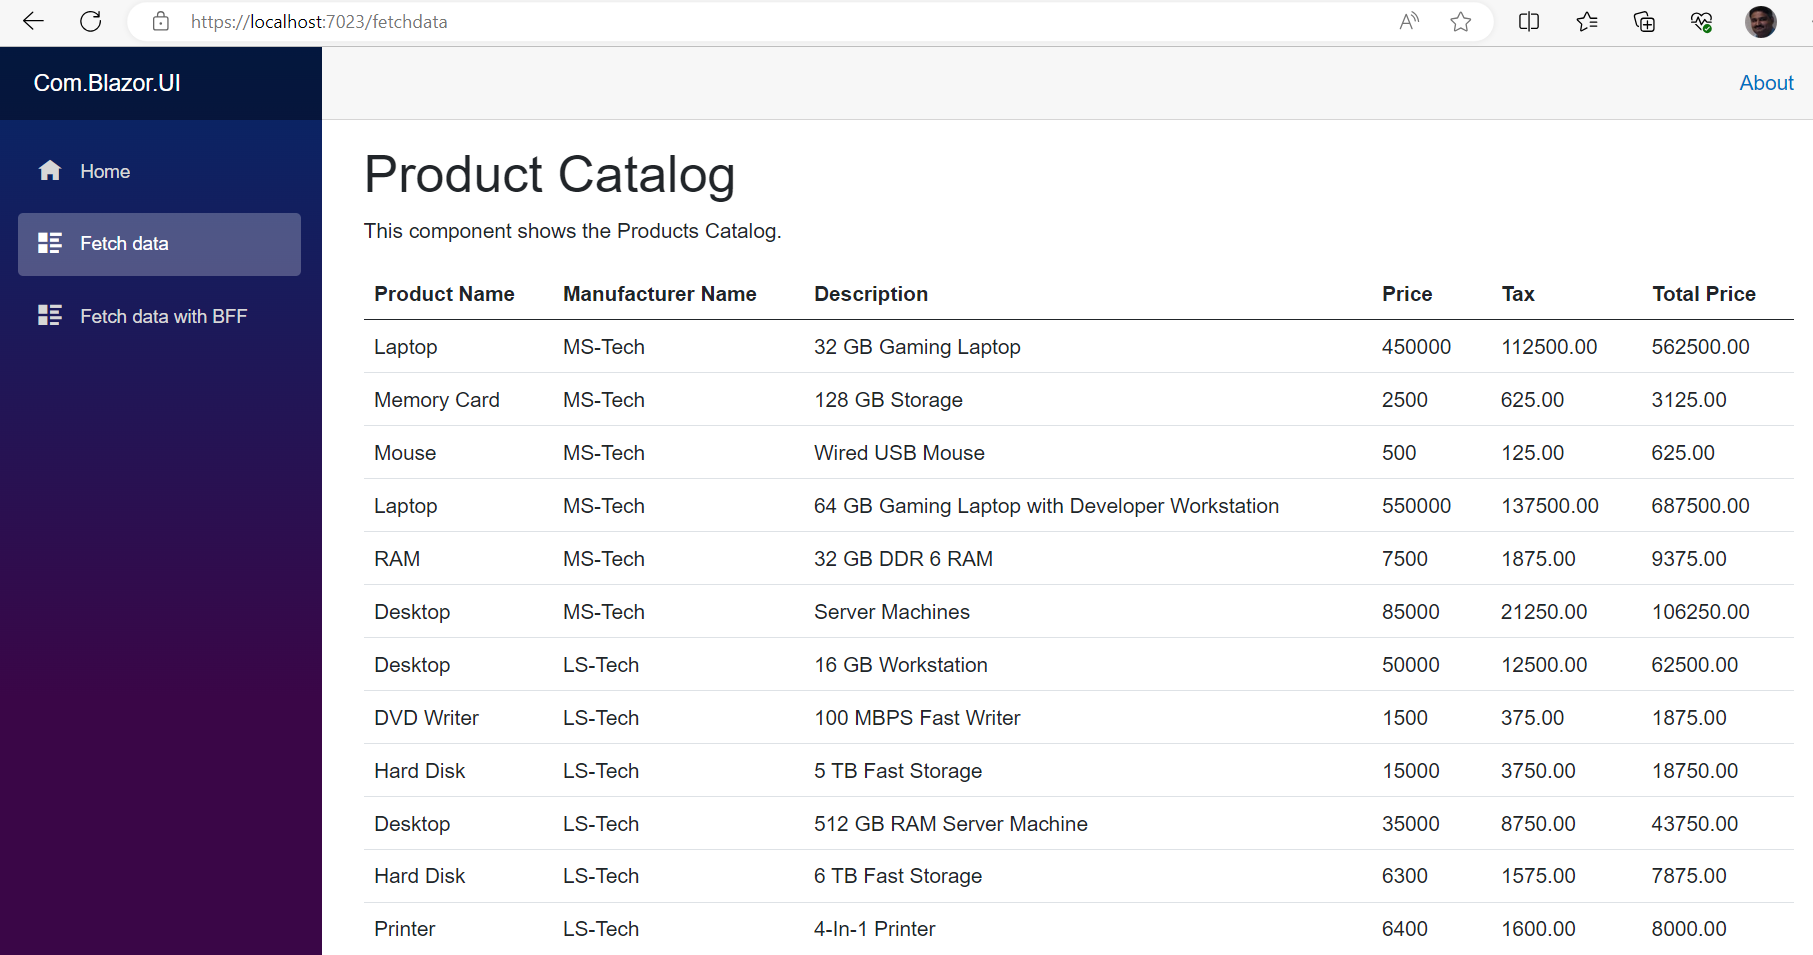 https://localhost:7023/fetchdata
Com.Blazor.UI
About
Home
Fetch data
Fetch data with BFF
Product Catalog
This component shows the Products Catalog.
Product Name Manufacturer Name Description Price Tax Total Price
Laptop MS-Tech 32 GB Gaming Laptop 450000 112500.00 562500.00
Memory Card MS-Tech 128 GB Storage 2500 625.00 3125.00
Mouse MS-Tech Wired USB Mouse 500 125.00 625.00
Laptop MS-Tech 64 GB Gaming Laptop with Developer Workstation 550000 137500.00 687500.00
RAM MS-Tech 32 GB DDR 6 RAM 7500 1875.00 9375.00
Desktop MS-Tech Server Machines 85000 21250.00 106250.00
Desktop LS-Tech 16 GB Workstation 50000 12500.00 62500.00
DVD Writer LS-Tech 100 MBPS Fast Writer 1500 375.00 1875.00
Hard Disk LS-Tech 5 TB Fast Storage 15000 3750.00 18750.00
Desktop LS-Tech 512 GB RAM Server Machine 35000 8750.00 43750.00
Hard Disk LS-Tech 6 TB Fast Storage 6300 1575.00 7875.00
Printer LS-Tech 4-In-1 Printer 6400 1600.00 8000.00